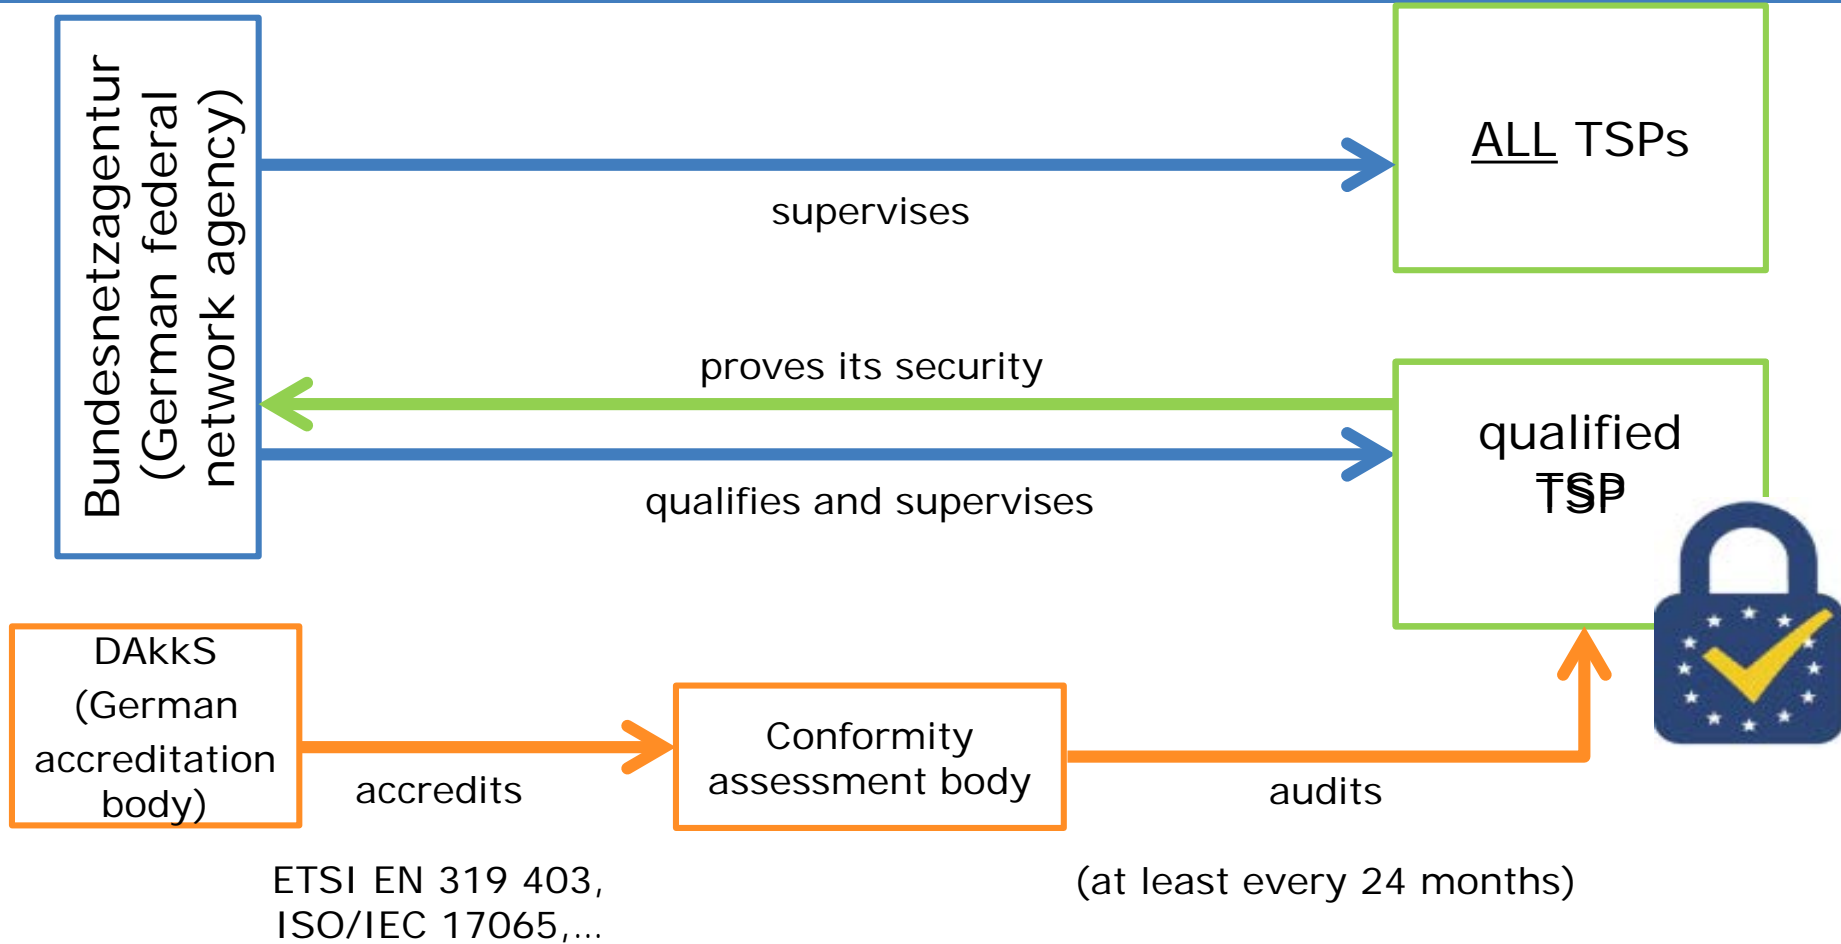 Bundesnetzagentur
(German federal
network agency)
ALL TSPs
supervises
proves its security
qualified
TSP
qualifies and supervises
DAkkS
(German
accreditation
body)
accredits
Conformity
assessment body
audits
ETSI EN 319 403,
ISO/IEC 17065,...
(at least every 24 months)